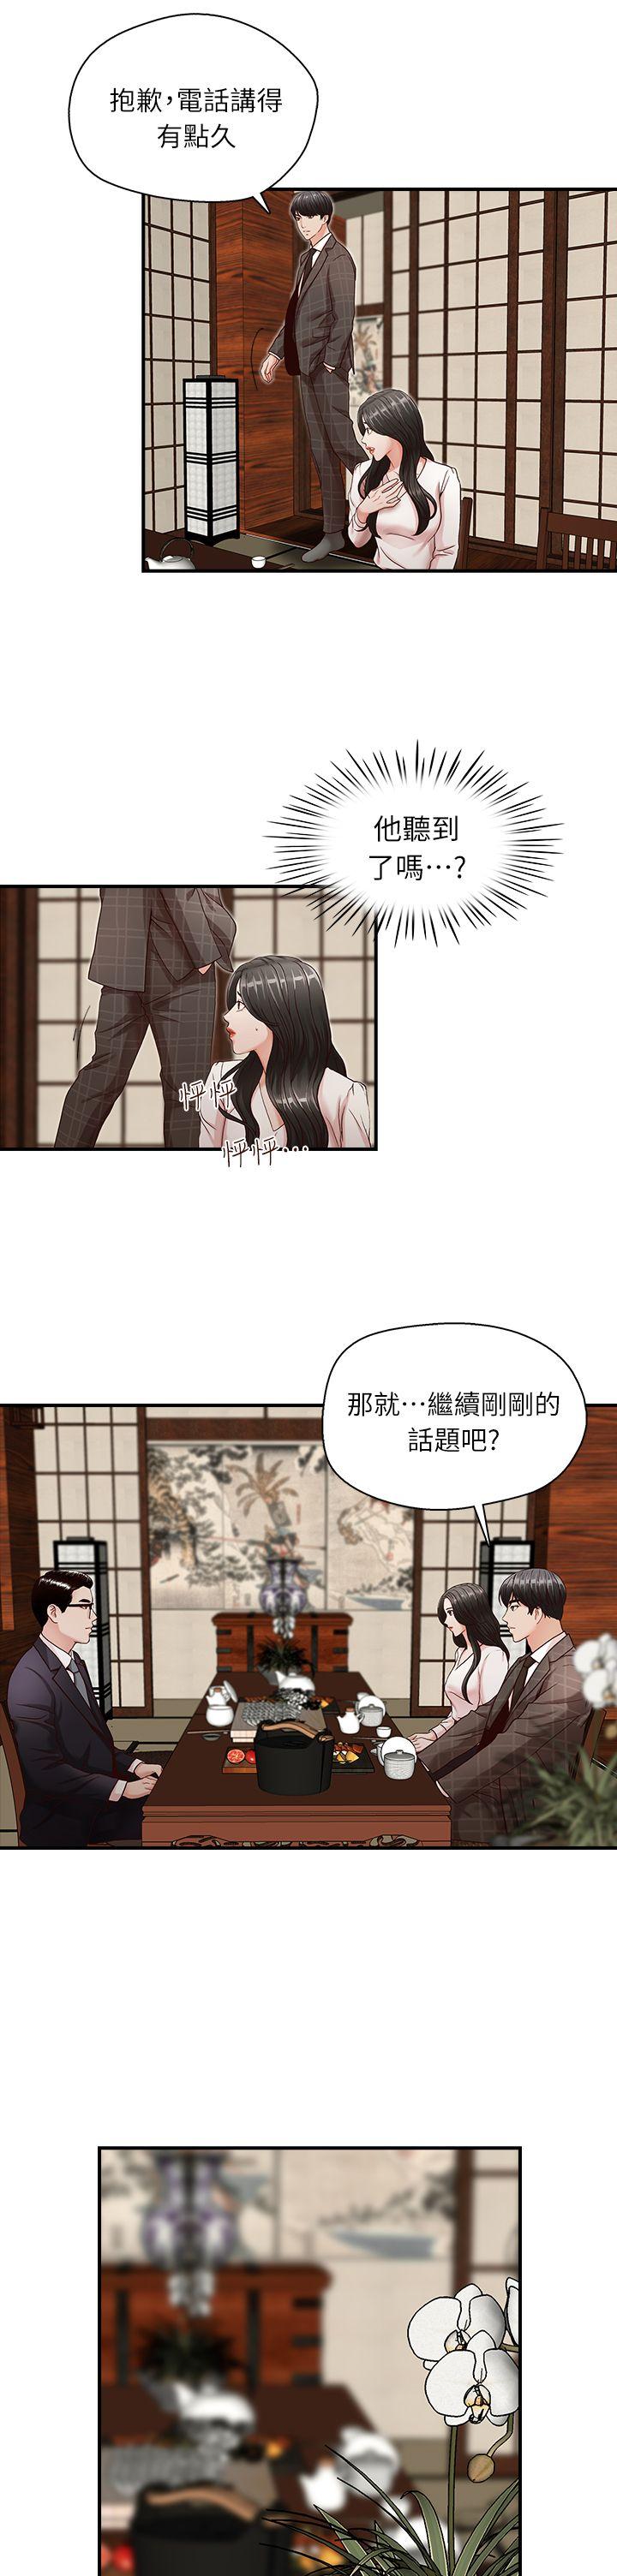 抱歉，電話講得
有點久
他聽到
了嗎⋯?
怦怦
怦怦⋯
那就⋯繼續剛剛的
話題吧?